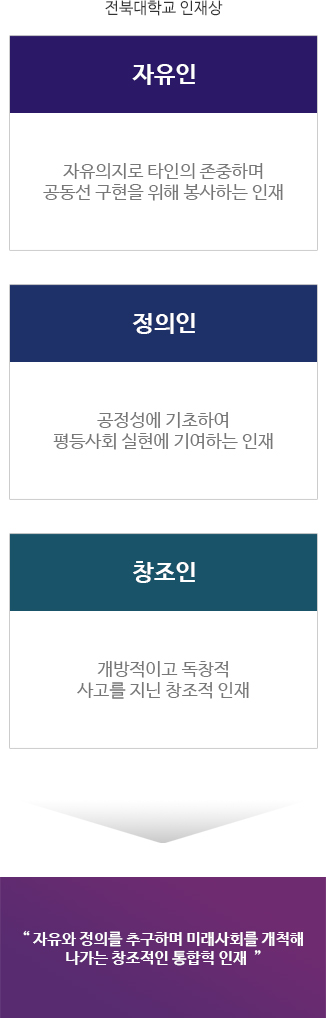 전북대학교 인재상
자유인
자유의지로 타인의 존중하며
공동선 구현을 위해 봉사하는 인재
정의인
공정성에 기초하여
평등사회 실현에 기여하는 인재
창조인
개방적이고 독창적
사고를 지닌 창조적 인재
“ 자유와 정의를 추구하며 미래사회를 개척해
나가는 창조적인 통합혁 인재 ”